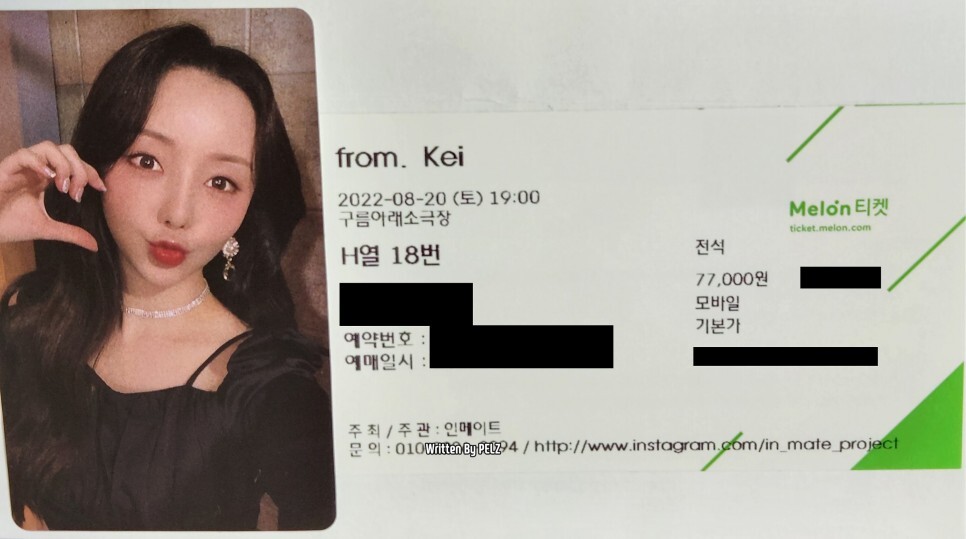 from. Kei
2022-08-20 (토) 19:00
구름아래소극장
H열 18번
예약번호 :
예매일시 :
Melon 티켓
ticket.melon.com
전석
77,000원
모바일
기본가
주최 / 주관 : 인메이트
문의 : 010 94 / http://www.instagram.com/in_mate_project
Wiitten By PELZ